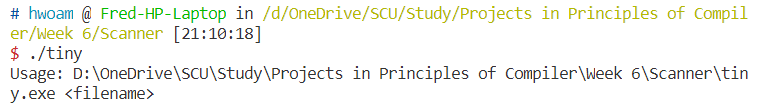 # hwoam @ Fred-HP-Laptop in /d/OneDrive/SCU/Study/Projects in Principles of Compil
er/Week 6/Scanner [21:10:18]
$ ./tiny
Usage: D:\OneDrive\SCU\Study\Projects in Principles of Compiler\Week 6\Scanner\tin
y.exe <filename>